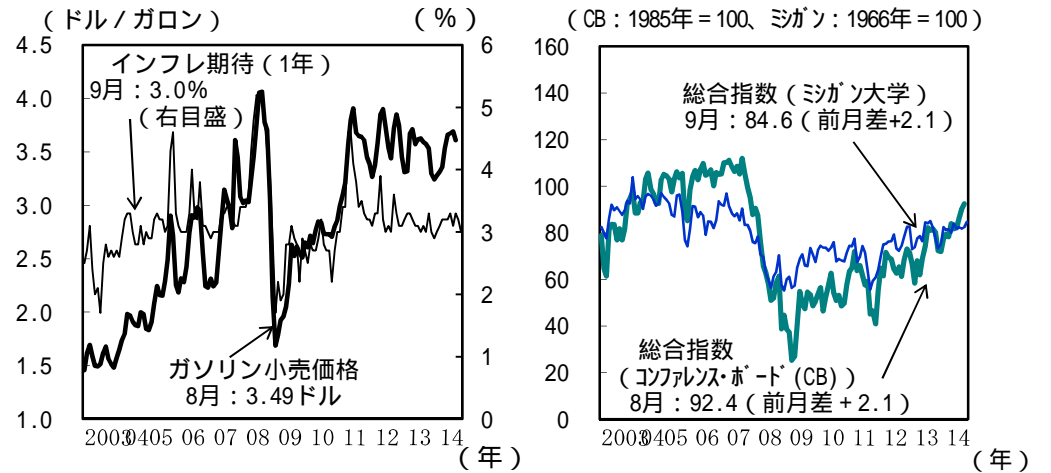 （ドル／ガロン）
（％）
4.5
4.0
3.5
3.0
2.5
2.0
1.5
1.0
6
5
4
3
2
1
0
インフレ期待（1年）
9月：3.0%
（右目盛）
ガソリン小売価格
8月：3.49ドル
2003 04 05 06 07 08 09 10 11 12 13 14
（年）
（CB：1985年＝100、ﾐｼｶﾞﾝ：1966年＝100）
160
140
120
100
80
60
40
20
0
総合指数（ﾐｼｶﾞﾝ大学）
9月：84.6（前月差+2.1）
総合指数
（ｺﾝﾌｧﾚﾝｽ･ﾎﾞｰﾄﾞ(CB)）
8月：92.4（前月差＋2.1）
2003 04 05 06 07 08 09 10 11 12 13 14
（年）